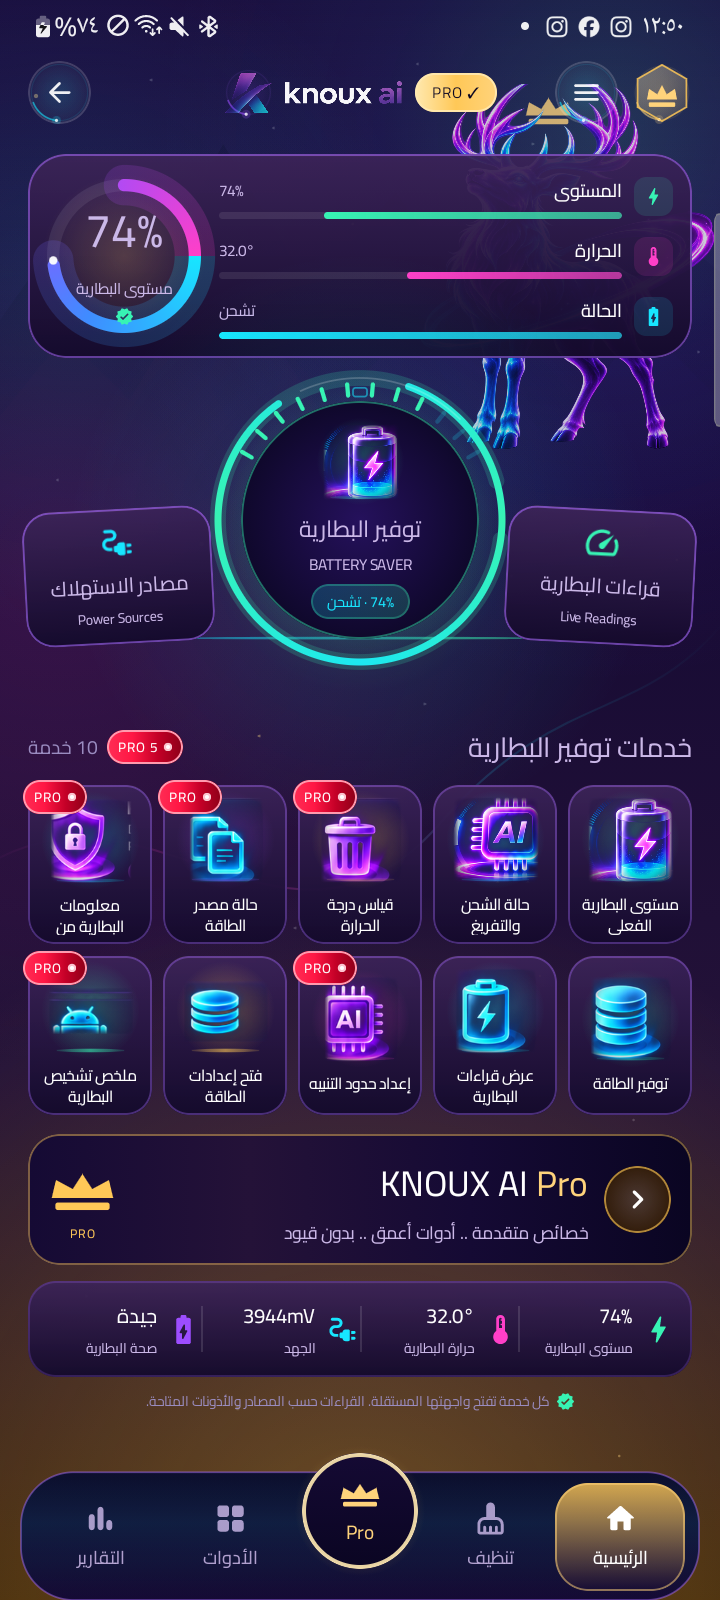 ١٢:٥٠
%٧٤
knoux ai
PRO ✓
المستوى
74%
الحرارة
32.0°
الحالة
تشحن
74%
مستوى البطارية
توفير البطارية
BATTERY SAVER
74% · تشحن
قراءات البطارية
Live Readings
مصادر الاستهلاك
Power Sources
خدمات توفير البطارية
PRO 5
10 خدمة
مستوى البطارية
الفعلي
حالة الشحن
والتفريغ
AI
PRO
قياس درجة
الحرارة
PRO
حالة مصدر
الطاقة
PRO
معلومات
البطارية من
توفير الطاقة
عرض قراءات
البطارية
PRO
AI
إعداد حدود التنبيه
فتح إعدادات
الطاقة
PRO
ملخص تشخيص
البطارية
KNOUX AI Pro
خصائص متقدمة .. أدوات أعمق .. بدون قيود
PRO
74%
مستوى البطارية
32.0°
حرارة البطارية
3944mV
الجهد
جيدة
صحة البطارية
كل خدمة تفتح واجهتها المستقلة. القراءات حسب المصادر والأذونات المتاحة.
الرئيسية
تنظيف
Pro
الأدوات
التقارير